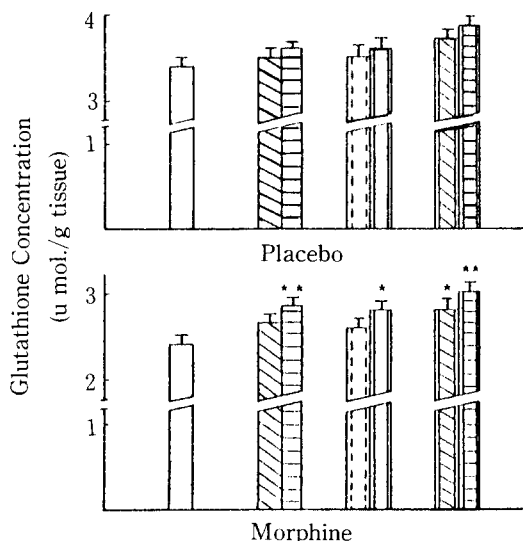 Glutathione Concentration
(u mol./g tissue)
4
3
1
Placebo
* *
*
*
**
3
2
1
Morphine